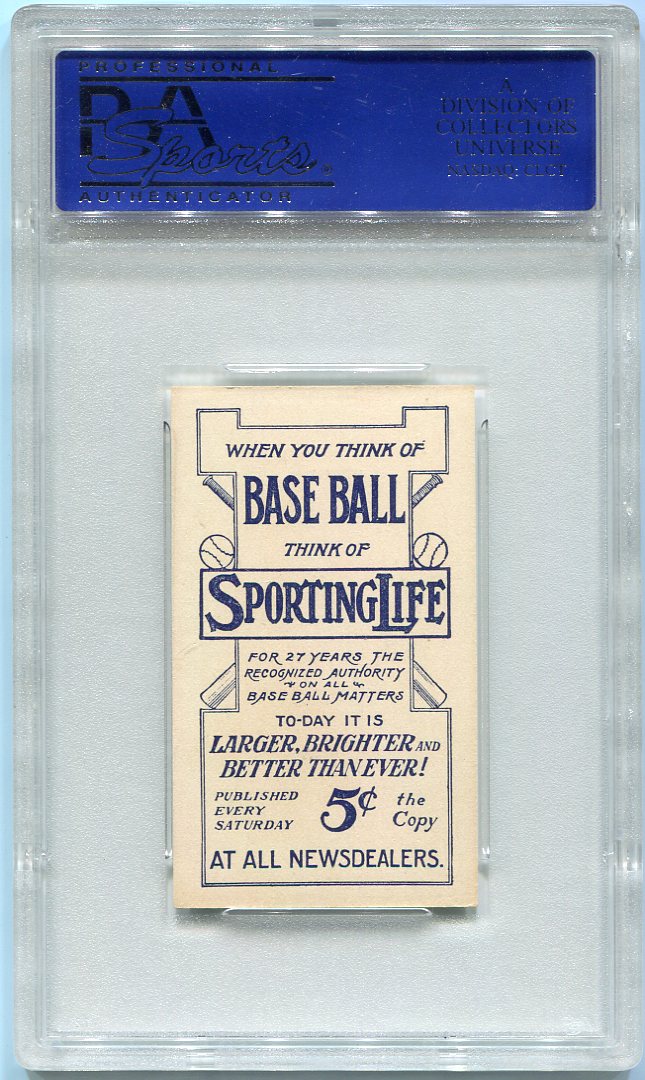 PROFESSIONAL
PSA
Sports®
AUTHENTICATOR
A
DIVISION OF
COLLECTORS
UNIVERSE
NASDAQ: CLCT
WHEN YOU THINK OF
BASE BALL
THINK OF
SPORTING LIFE
FOR 27 YEARS THE
RECOGNIZED AUTHORITY
ON ALL
BASE BALL MATTERS
TO-DAY IT IS
LARGER, BRIGHTER AND
BETTER THAN EVER!
PUBLISHED
EVERY
SATURDAY
5¢
the
Copy
AT ALL NEWSDEALERS.